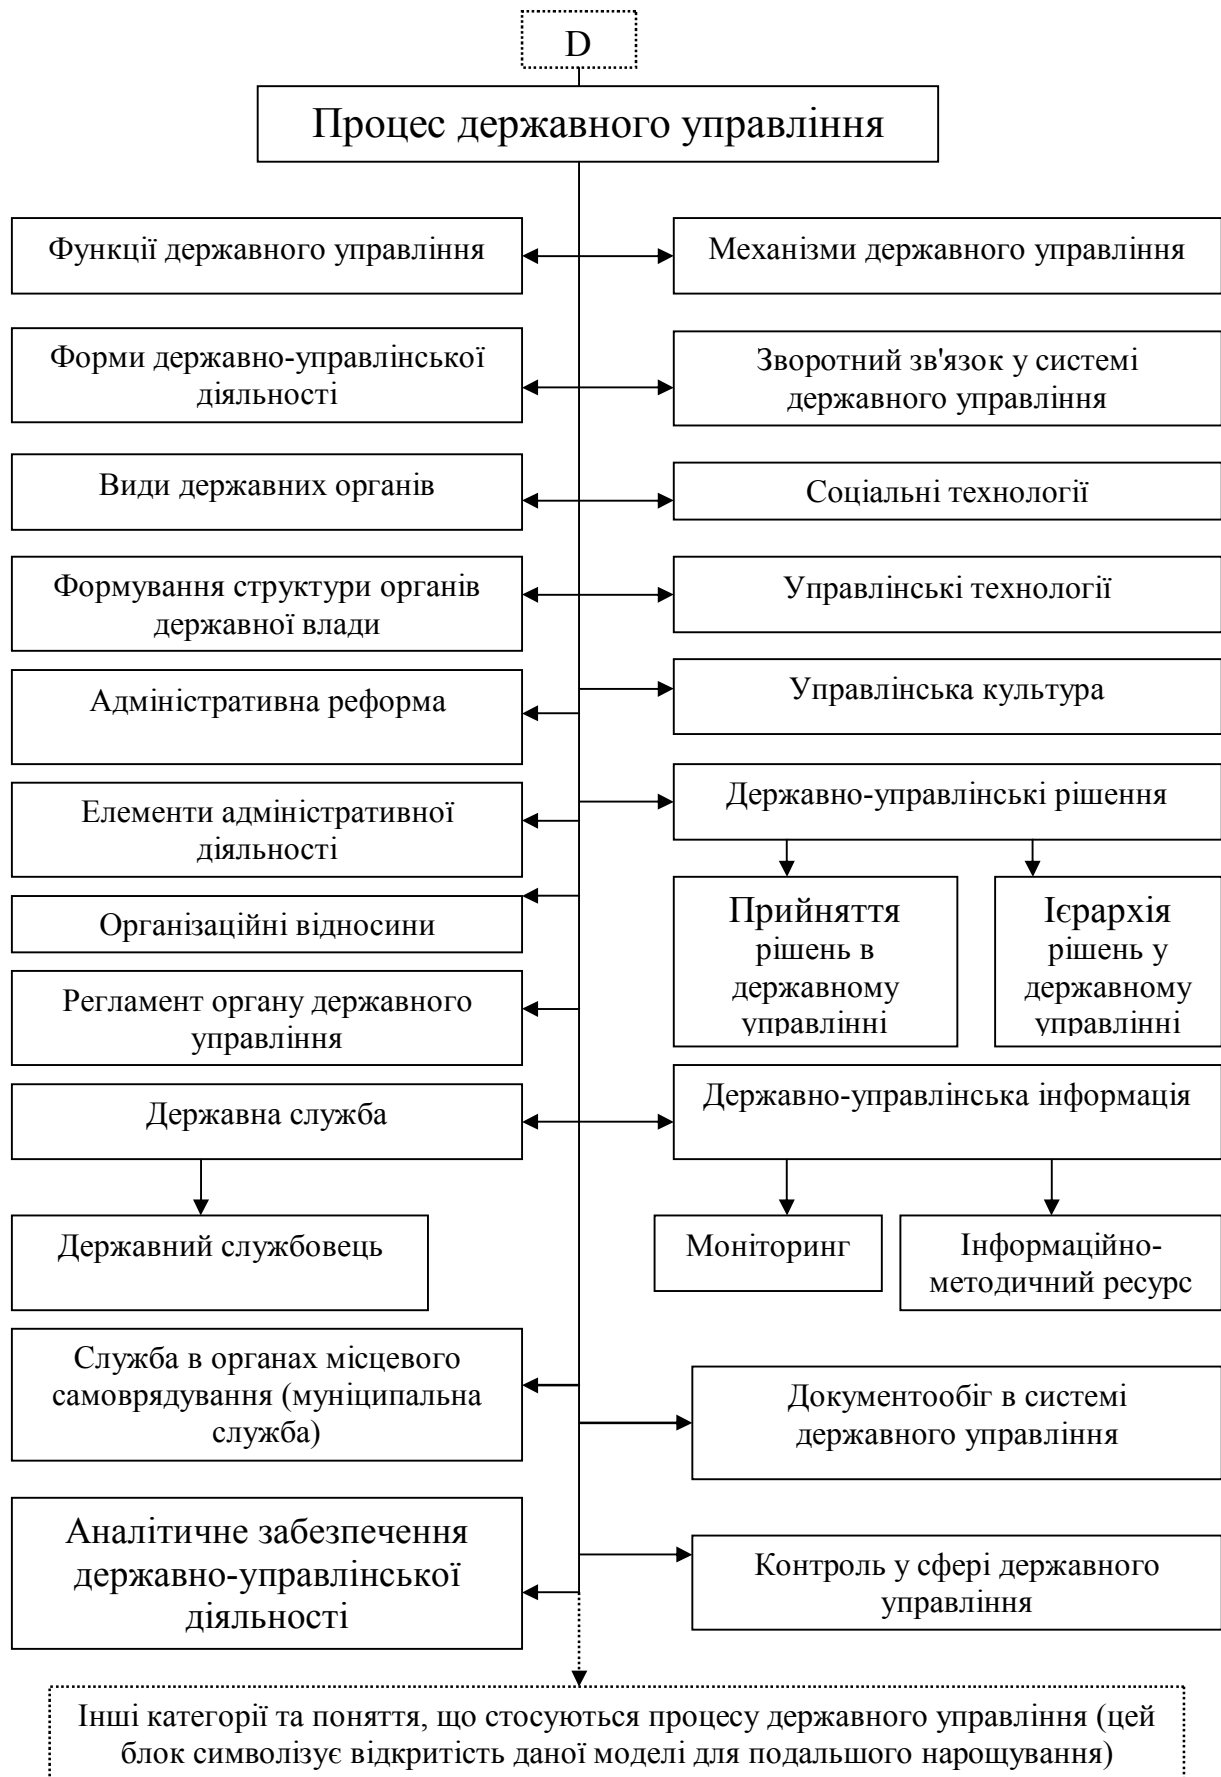 D
Процес державного управління
Функції державного управління
Механізми державного управління
Форми державно-управлінської
діяльності
Зворотний зв'язок у системі
державного управління
Види державних органів
Соціальні технології
Формування структури органів
державної влади
Управлінські технології
Адміністративна реформа
Управлінська культура
Елементи адміністративної
діяльності
Державно-управлінські рішення
Прийняття
рішень в
державному
управлінні
Ієрархія
рішень у
державному
управлінні
Організаційні відносини
Регламент органу державного
управління
Державна служба
Державно-управлінська інформація
Державний службовець
Моніторинг
Інформаційно-
методичний ресурс
Служба в органах місцевого
самоврядування (муніципальна
служба)
Документообіг в системі
державного управління
Аналітичне забезпечення
державно-управлінської
діяльності
Контроль у сфері державного
управління
Інші категорії та поняття, що стосуються процесу державного управління (цей
блок символізує відкритість даної моделі для подальшого нарощування)